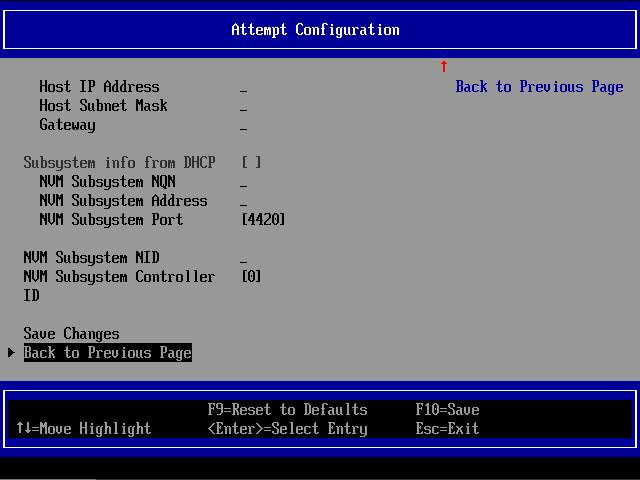 Attempt Configuration
Host IP Address _
Back to Previous Page
Host Subnet Mask _
Gateway _
Subsystem info from DHCP [ ]
NVM Subsystem NQN _
NVM Subsystem Address _
NVM Subsystem Port [4420]
NVM Subsystem NID _
NVM Subsystem Controller [0]
ID
Save Changes
Back to Previous Page
F9=Reset to Defaults F10=Save
↑↓=Move Highlight <Enter>=Select Entry Esc=Exit